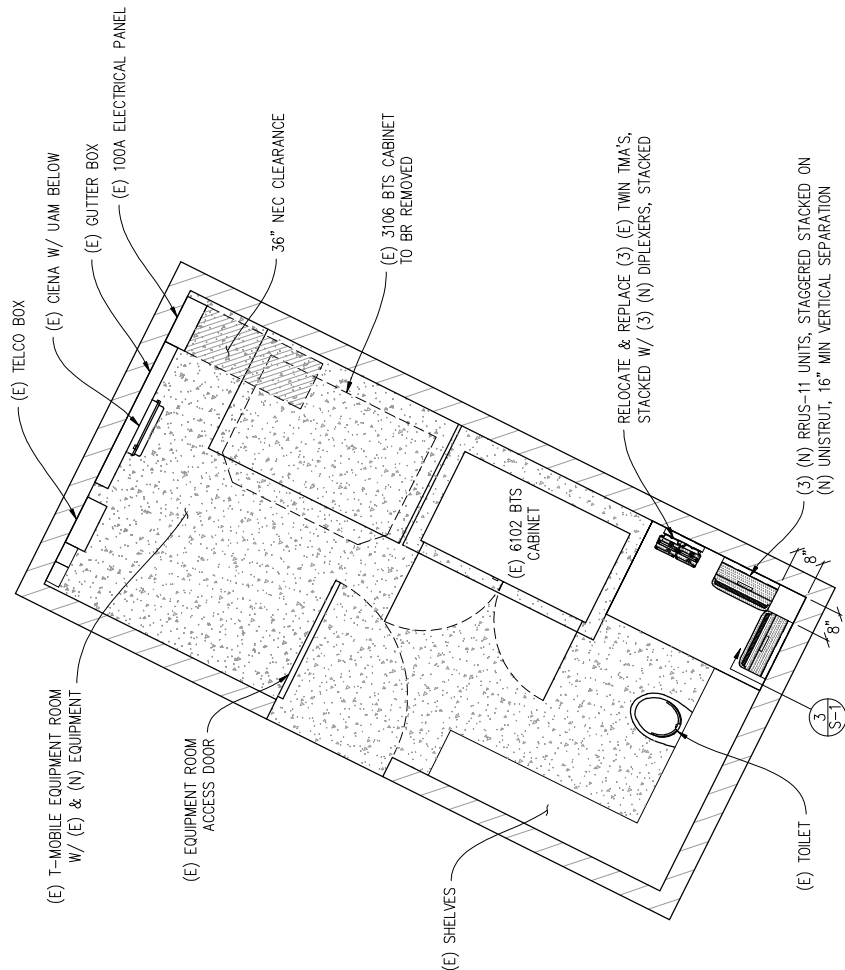 (E) TELCO BOX
(E) CIENA W/ UAM BELOW
(E) GUTTER BOX
(E) 100A ELECTRICAL PANEL
36" NEC CLEARANCE
(E) 3106 BTS CABINET
TO BR REMOVED
(E) T-MOBILE EQUIPMENT ROOM
W/ (E) & (N) EQUIPMENT
(E) EQUIPMENT ROOM
ACCESS DOOR
(E) 6102 BTS
CABINET
RELOCATE & REPLACE (3) (E) TWIN TMA'S,
STACKED W/ (3) (N) DIPLEXERS, STACKED
(3) (N) RRUS-11 UNITS, STAGGERED STACKED ON
(N) UNISTRUT, 16" MIN VERTICAL SEPARATION
8"
8"
3
S-1
(E) TOILET
(E) SHELVES